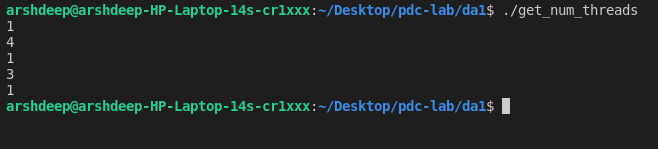 arshdeep@arshdeep-HP-Laptop-14s-cr1xxx:~/Desktop/pdc-lab/da1$ ./get_num_threads
1
4
1
3
1
arshdeep@arshdeep-HP-Laptop-14s-cr1xxx:~/Desktop/pdc-lab/da1$